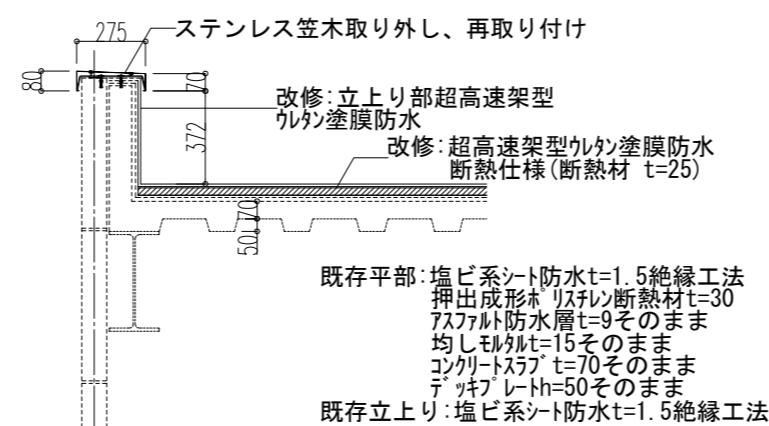 275
ステンレス笠木取り外し、再取り付け
80
70
改修:立上り部超高速架型
ウレタン塗膜防水
372
改修:超高速架型ウレタン塗膜防水
断熱仕様(断熱材 t=25)
70
50
既存平部:塩ビ系シート防水t=1.5絶縁工法
押出成形ポリスチレン断熱材t=30
アスファルト防水層t=9そのまま
均しモルタルt=15そのまま
コンクリートスラブt=70そのまま
デッキプレートh=50そのまま
既存立上り:塩ビ系シート防水t=1.5絶縁工法